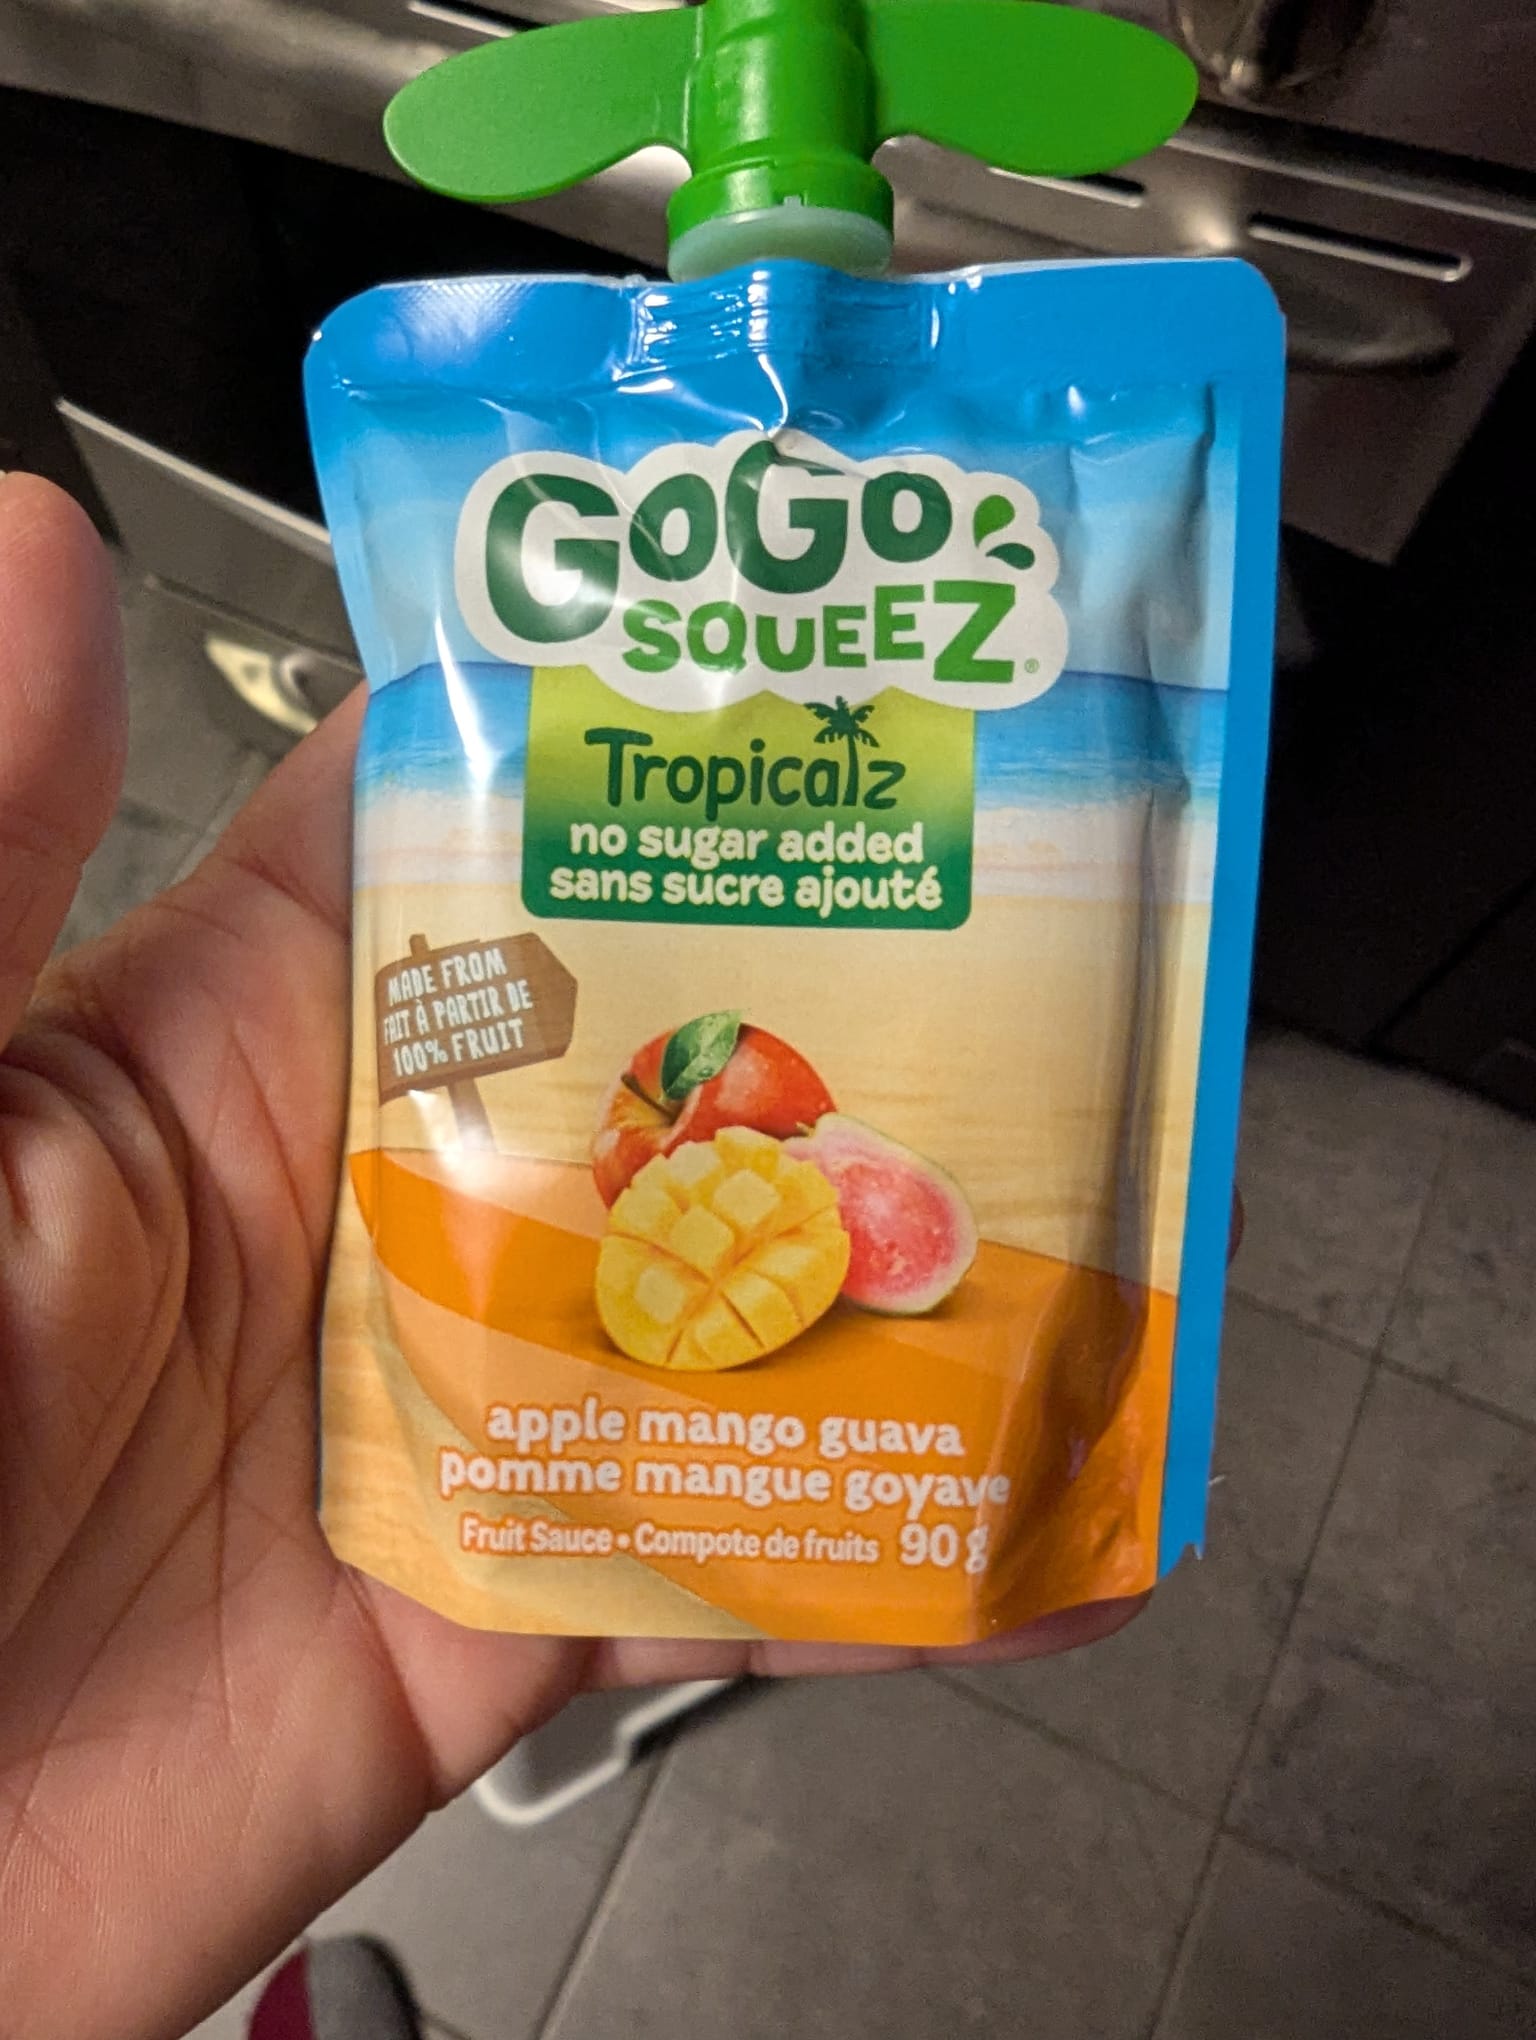 GoGo
SQUEEZ®
Tropicalz
no sugar added
sans sucre ajouté
MADE FROM
FAIT À PARTIR DE
100% FRUIT
apple mango guava
pomme mangue goyave
Fruit Sauce • Compote de fruits 90 g